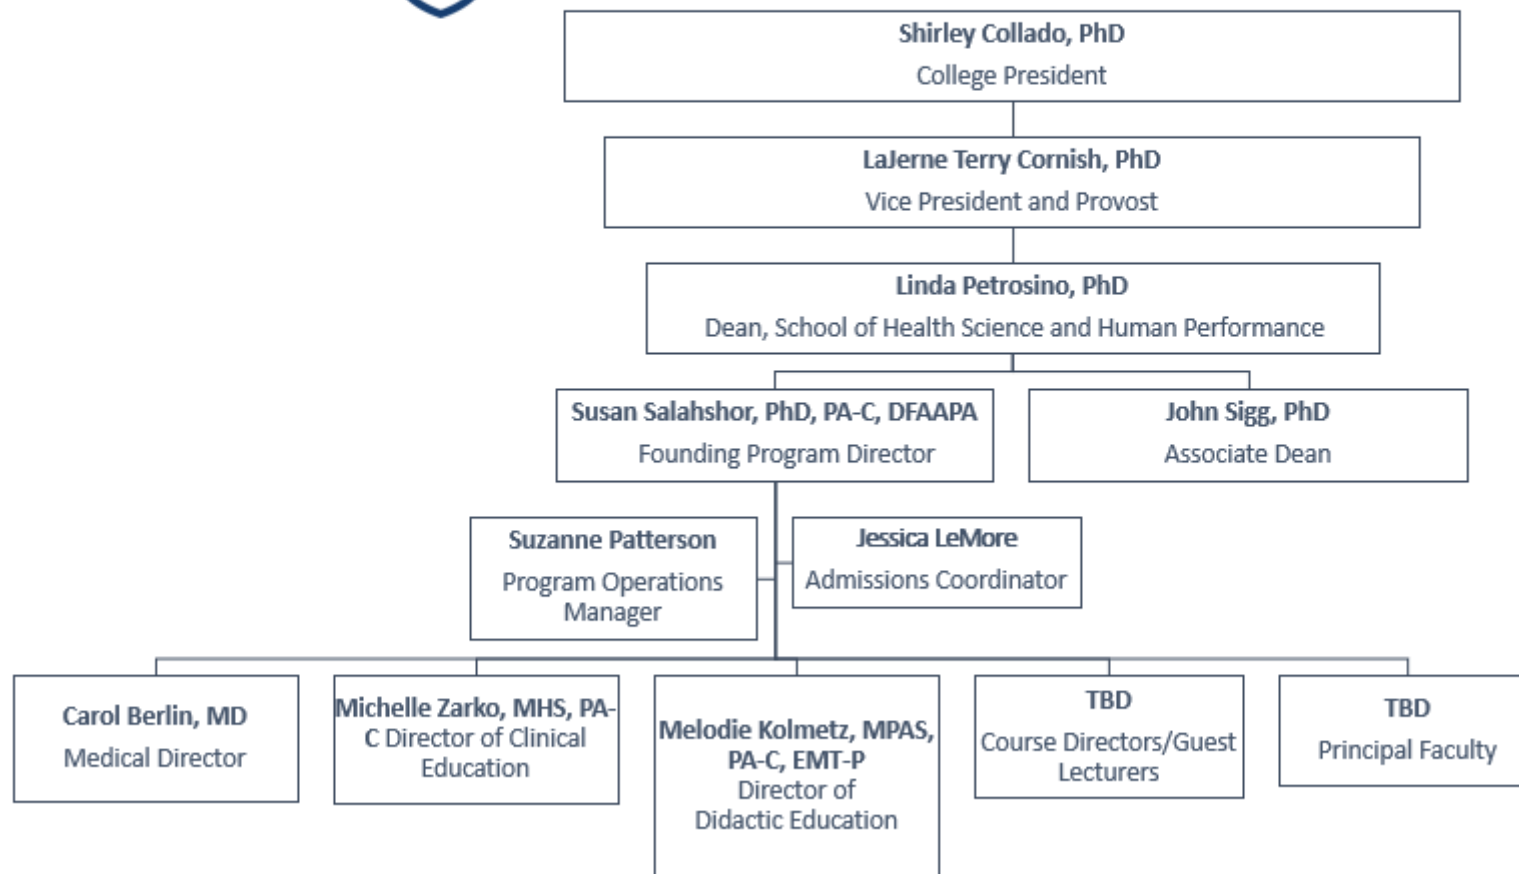 Shirley Collado, PhD
College President
LaJerne Terry Cornish, PhD
Vice President and Provost
Linda Petrosino, PhD
Dean, School of Health Science and Human Performance
Susan Salahshor, PhD, PA-C, DFAAPA
Founding Program Director
John Sigg, PhD
Associate Dean
Suzanne Patterson
Program Operations
Manager
Jessica LeMore
Admissions Coordinator
Carol Berlin, MD
Medical Director
Michelle Zarko, MHS, PA-
C Director of Clinical
Education
Melodie Kolmetz, MPAS,
PA-C, EMT-P
Director of
Didactic Education
TBD
Course Directors/Guest
Lecturers
TBD
Principal Faculty